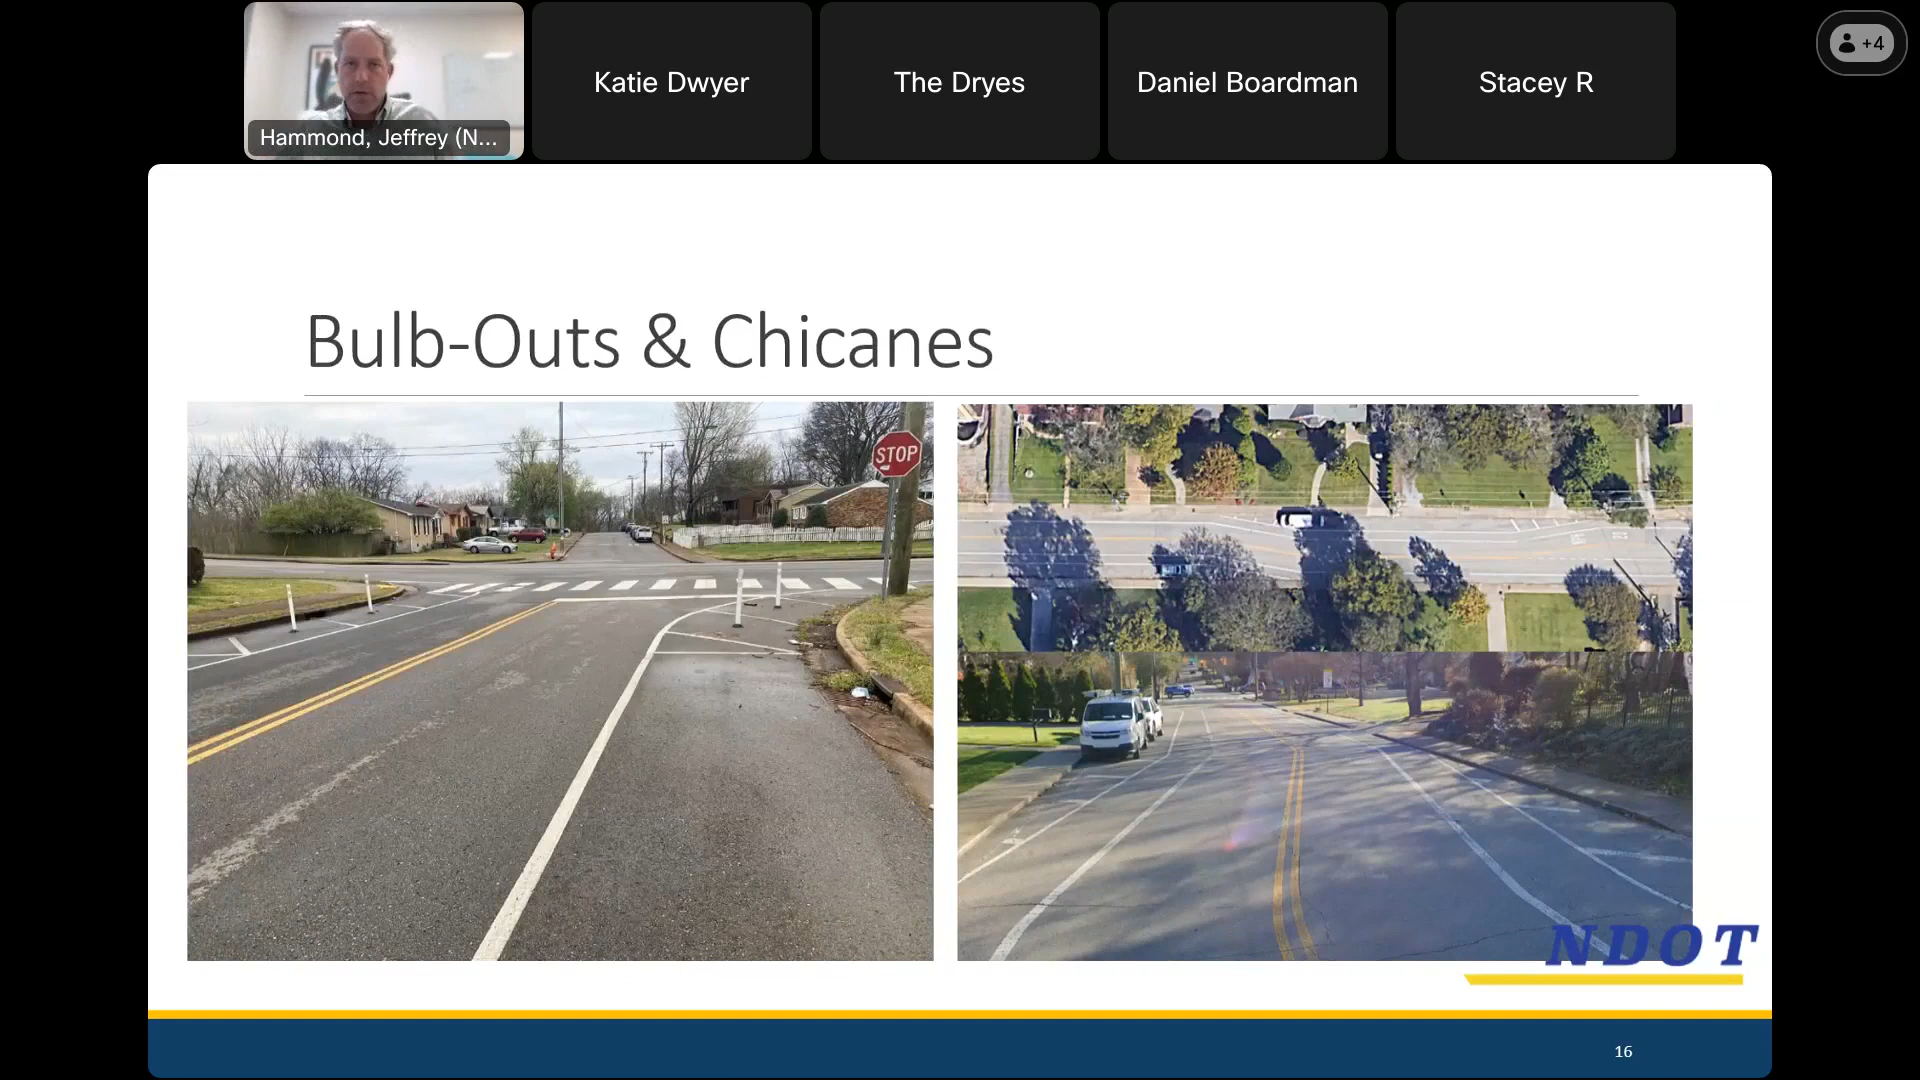 Hammond, Jeffrey (N...
Katie Dwyer
The Dryes
Daniel Boardman
Stacey R
+4
Bulb-Outs & Chicanes
STOP
NDOT
16